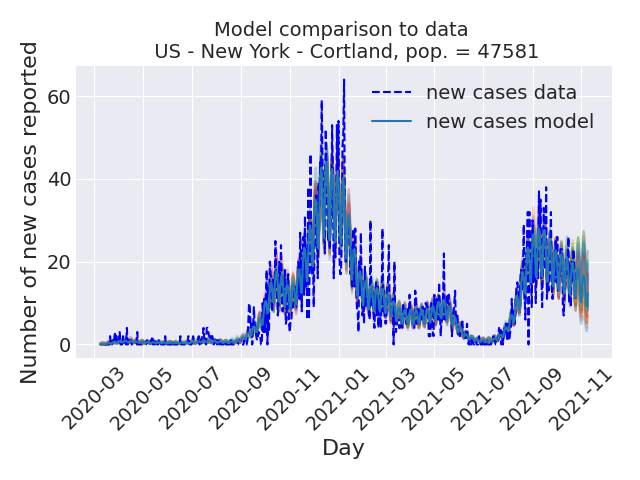 Model comparison to data
US - New York - Cortland, pop. = 47581
Number of new cases reported
60
40
20
0
new cases data
new cases model
2020-03
2020-05
2020-07
2020-09
2020-11
2021-01
2021-03
2021-05
2021-07
2021-09
2021-11
Day